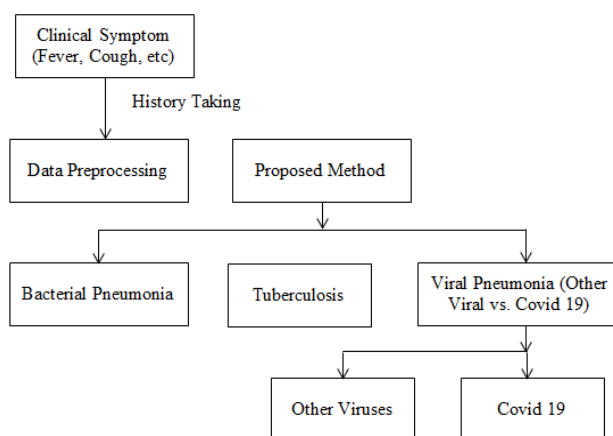 Clinical Symptom
(Fever, Cough, etc)
History Taking
Data Preprocessing
Proposed Method
Bacterial Pneumonia
Tuberculosis
Viral Pneumonia (Other
Viral vs. Covid 19)
Other Viruses
Covid 19